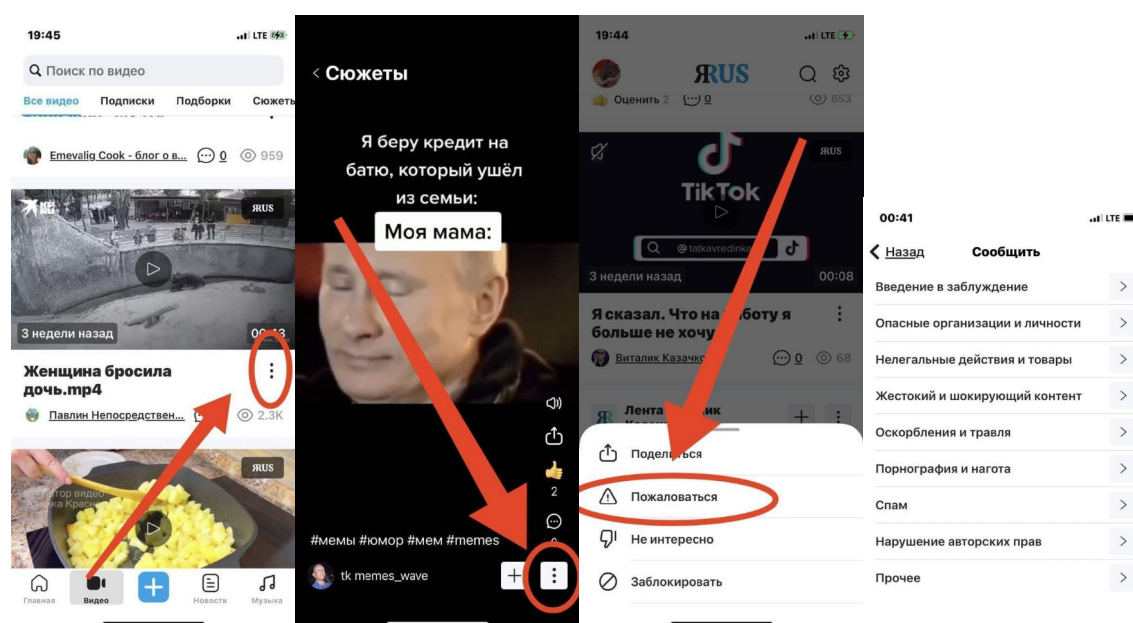 19:45
LTE
Поиск по видео
Все видео Подписки Подборки Сюжеты
Emevalig Cook - блог о в... 0 959
ЯRUS
3 недели назад
Женщина бросила
дочь.mp4
Павлин Непосредствен... 2.3K
ЯRUS
Автор видео
Главная Видео Новости Музыка
< Сюжеты
Я беру кредит на
батю, который ушёл
из семьи:
Моя мама:
2
#мемы #юмор #мем #memes
tk memes_wave
19:44
LTE
ЯRUS
Оценить 2 0 653
ЯRUS
TikTok
3 недели назад 00:08
Я сказал. Что на работу я
больше не хочу
0 68
Поделиться
Пожаловаться
Не интересно
Заблокировать
00:41
LTE
Назад Сообщить
Введение в заблуждение
Опасные организации и личности
Нелегальные действия и товары
Жестокий и шокирующий контент
Оскорбления и травля
Порнография и нагота
Спам
Нарушение авторских прав
Прочее